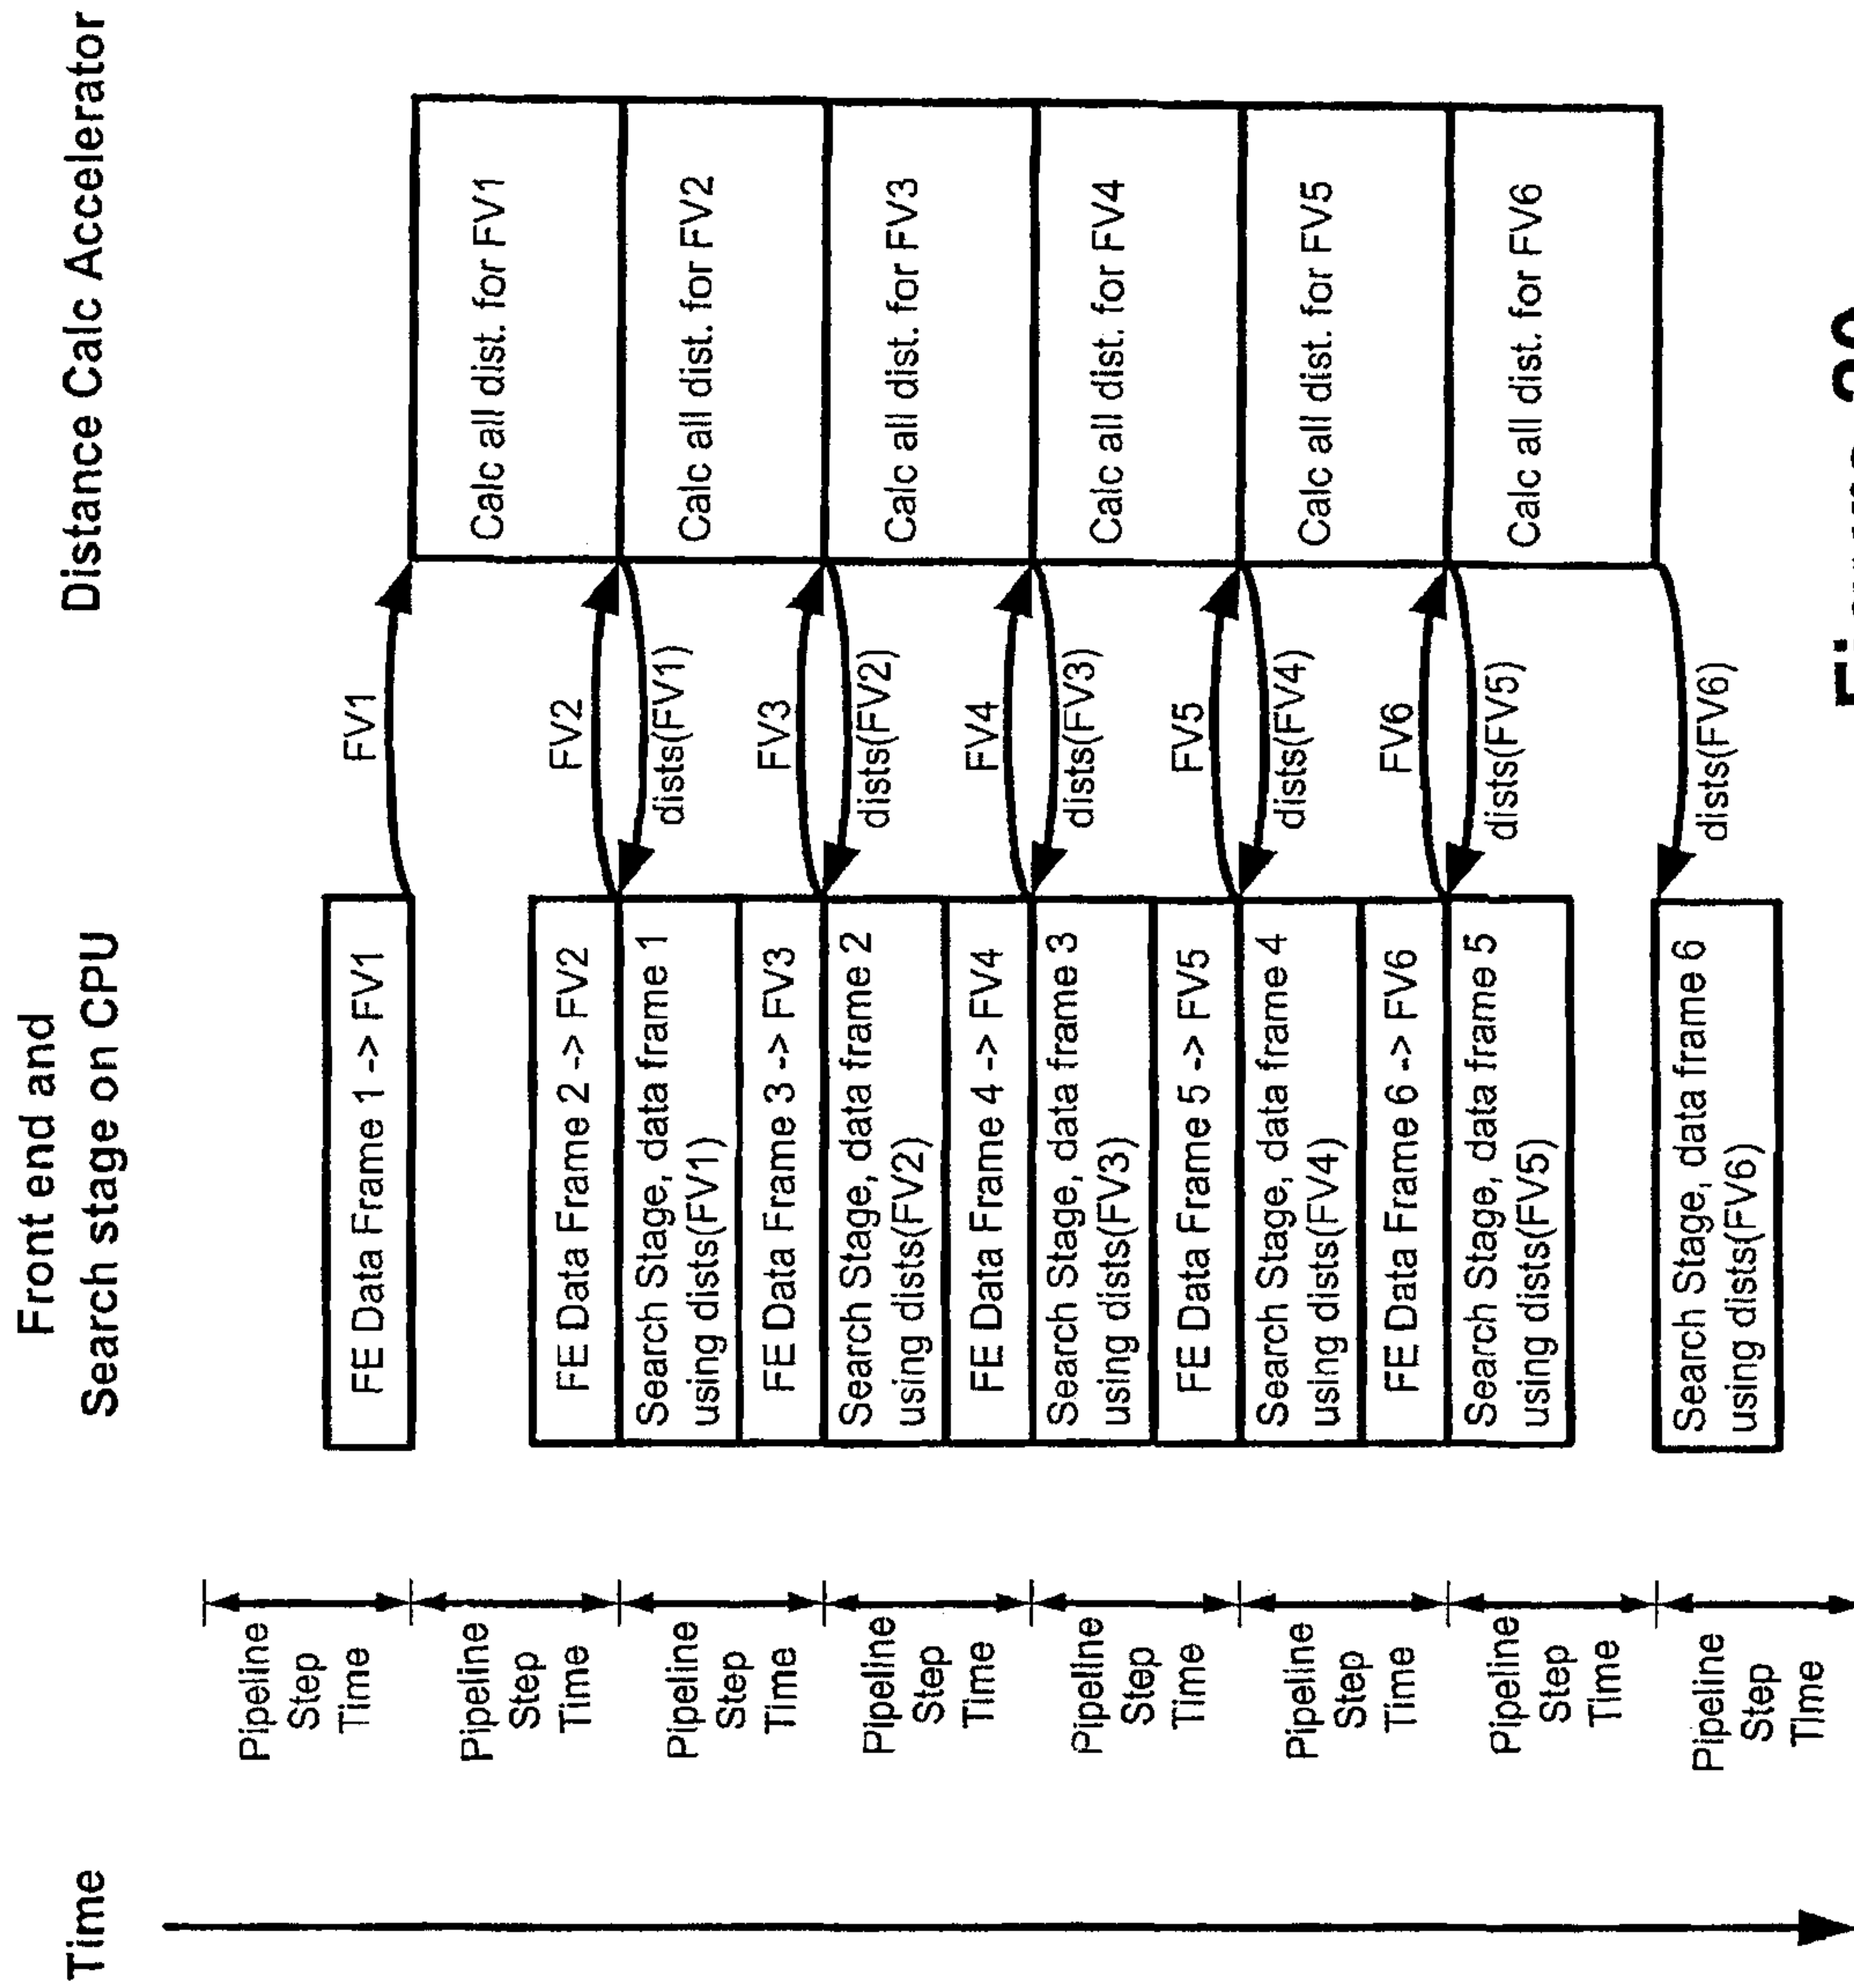 Time
Front end and
Search stage on CPU
Distance Calc Accelerator
Pipeline
Step
Time
Pipeline
Step
Time
Pipeline
Step
Time
Pipeline
Step
Time
Pipeline
Step
Time
Pipeline
Step
Time
Pipeline
Step
Time
Pipeline
Step
Time
FE Data Frame 1 -> FV1
FE Data Frame 2 -> FV2
Search Stage, data frame 1
using dists(FV1)
FE Data Frame 3 -> FV3
Search Stage, data frame 2
using dists(FV2)
FE Data Frame 4 -> FV4
Search Stage, data frame 3
using dists(FV3)
FE Data Frame 5 -> FV5
Search Stage, data frame 4
using dists(FV4)
FE Data Frame 6 -> FV6
Search Stage, data frame 5
using dists(FV5)
Search Stage, data frame 6
using dists(FV6)
FV1
FV2
dists(FV1)
FV3
dists(FV2)
FV4
dists(FV3)
FV5
dists(FV4)
FV6
dists(FV5)
dists(FV6)
Calc all dist. for FV1
Calc all dist. for FV2
Calc all dist. for FV3
Calc all dist. for FV4
Calc all dist. for FV5
Calc all dist. for FV6
Figure